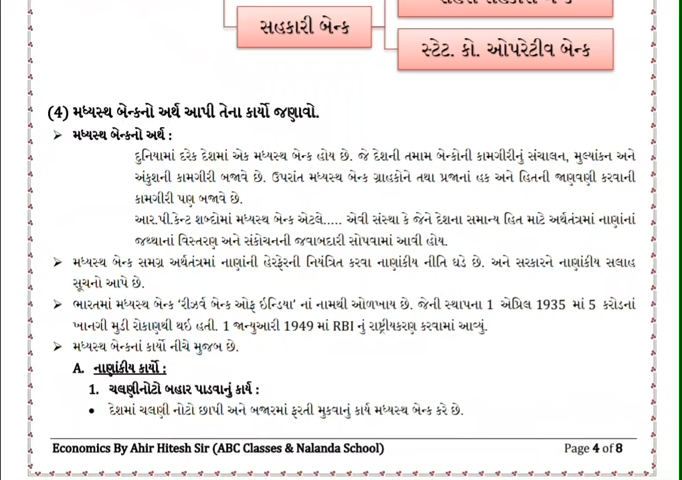 સહકારી બેન્ક
સ્ટેટ. કો. ઓપરેટીવ બેન્ક
(4) મધ્યસ્થ બેન્કનો અર્થ આપી તેના કાર્યો જણાવો.
➢ મધ્યસ્થ બેન્કનો અર્થ :
દુનિયામાં દરેક દેશમાં એક મધ્યસ્થ બેન્ક હોય છે. જે દેશની તમામ બેન્કોની કામગીરીનું સંચાલન, મુલ્યાંકન અને
અંકુશની કામગીરી બજાવે છે. ઉપરાંત મધ્યસ્થ બેન્ક ગ્રાહકોને તથા પ્રજાનાં હક અને હિતની જાણવણી કરવાની
કામગીરી પણ બજાવે છે.
આર.પી.કેન્ટ શબ્દોમાં મધ્યસ્થ બેન્ક એટલે..... એવી સંસ્થા કે જેને દેશના સમાન્ય હિત માટે અર્થતંત્રમાં નાણાંનાં
જથ્થાનાં વિસ્તરણ અને સંકોચનની જવાબદારી સોપવામાં આવી હોય.
➢ મધ્યસ્થ બેન્ક સમગ્ર અર્થતંત્રમાં નાણાંની હેરફેરની નિયંત્રિત કરવા નાણાંકીય નીતિ ઘડે છે. અને સરકારને નાણાંકીય સલાહ
સૂચનો આપે છે.
➢ ભારતમાં મધ્યસ્થ બેન્ક ‘રીઝર્વ બેન્ક ઓફ ઇન્ડિયા’ નાં નામથી ઓળખાય છે. જેની સ્થાપના 1 એપ્રિલ 1935 માં 5 કરોડનાં
ખાનગી મુડી રોકાણથી થઇ હતી. 1 જાન્યુઆરી 1949 માં RBI નું રાષ્ટ્રીયકરણ કરવામાં આવ્યું.
➢ મધ્યસ્થ બેન્કનાં કાર્યો નીચે મુજબ છે.
A. નાણાંકીય કાર્યો :
1. ચલણીનોટો બહાર પાડવાનું કાર્ય :
• દેશમાં ચલણી નોટો છાપી અને બજારમાં ફરતી મુકવાનું કાર્ય મધ્યસ્થ બેન્ક કરે છે.
Economics By Ahir Hitesh Sir (ABC Classes & Nalanda School) Page 4 of 8